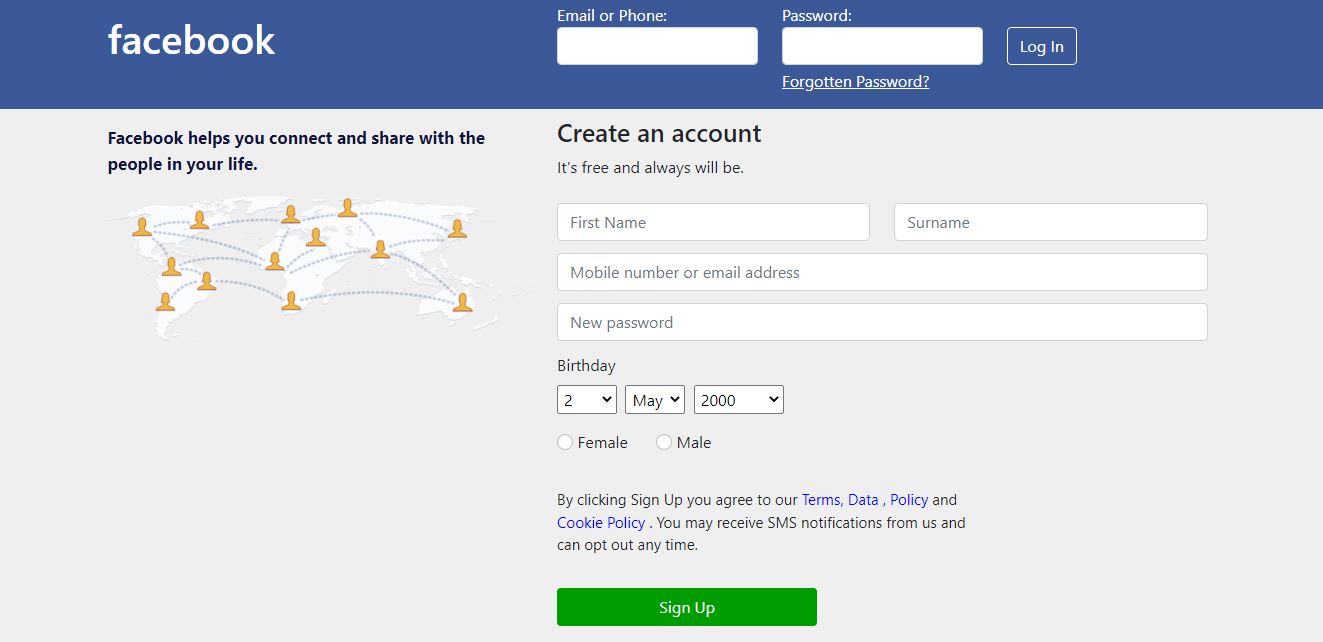 facebook
Email or Phone:
Password:
Log In
Forgotten Password?
Facebook helps you connect and share with the
people in your life.
Create an account
It's free and always will be.
First Name
Surname
Mobile number or email address
New password
Birthday
2
May
2000
Female
Male
By clicking Sign Up you agree to our Terms, Data , Policy and
Cookie Policy . You may receive SMS notifications from us and
can opt out any time.
Sign Up